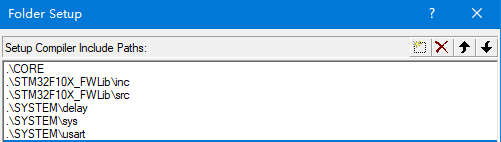 Folder Setup
Setup Compiler Include Paths:
.\CORE
.\STM32F10X_FWLib\inc
.\STM32F10X_FWLib\src
.\SYSTEM\delay
.\SYSTEM\sys
.\SYSTEM\usart